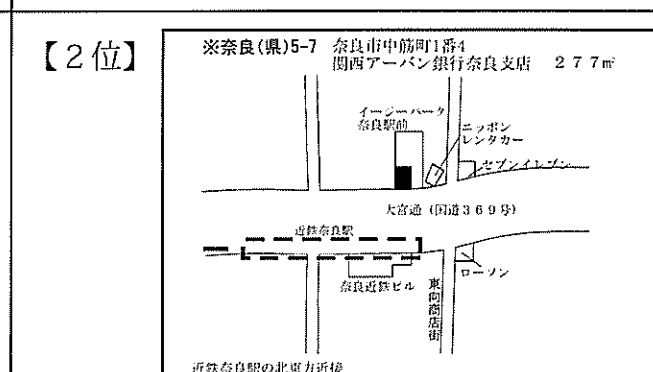 【2位】
※奈良(県)5-7 奈良市中筋町1番4
関西アーバン銀行奈良支店 277㎡
イージーパーク
奈良駅前
ニッポン
レンタカー
セブンイレブン
大宮通(国道369号)
近鉄奈良駅
奈良近鉄ビル
ローソン
東向商店街
近鉄奈良駅の北東方近接